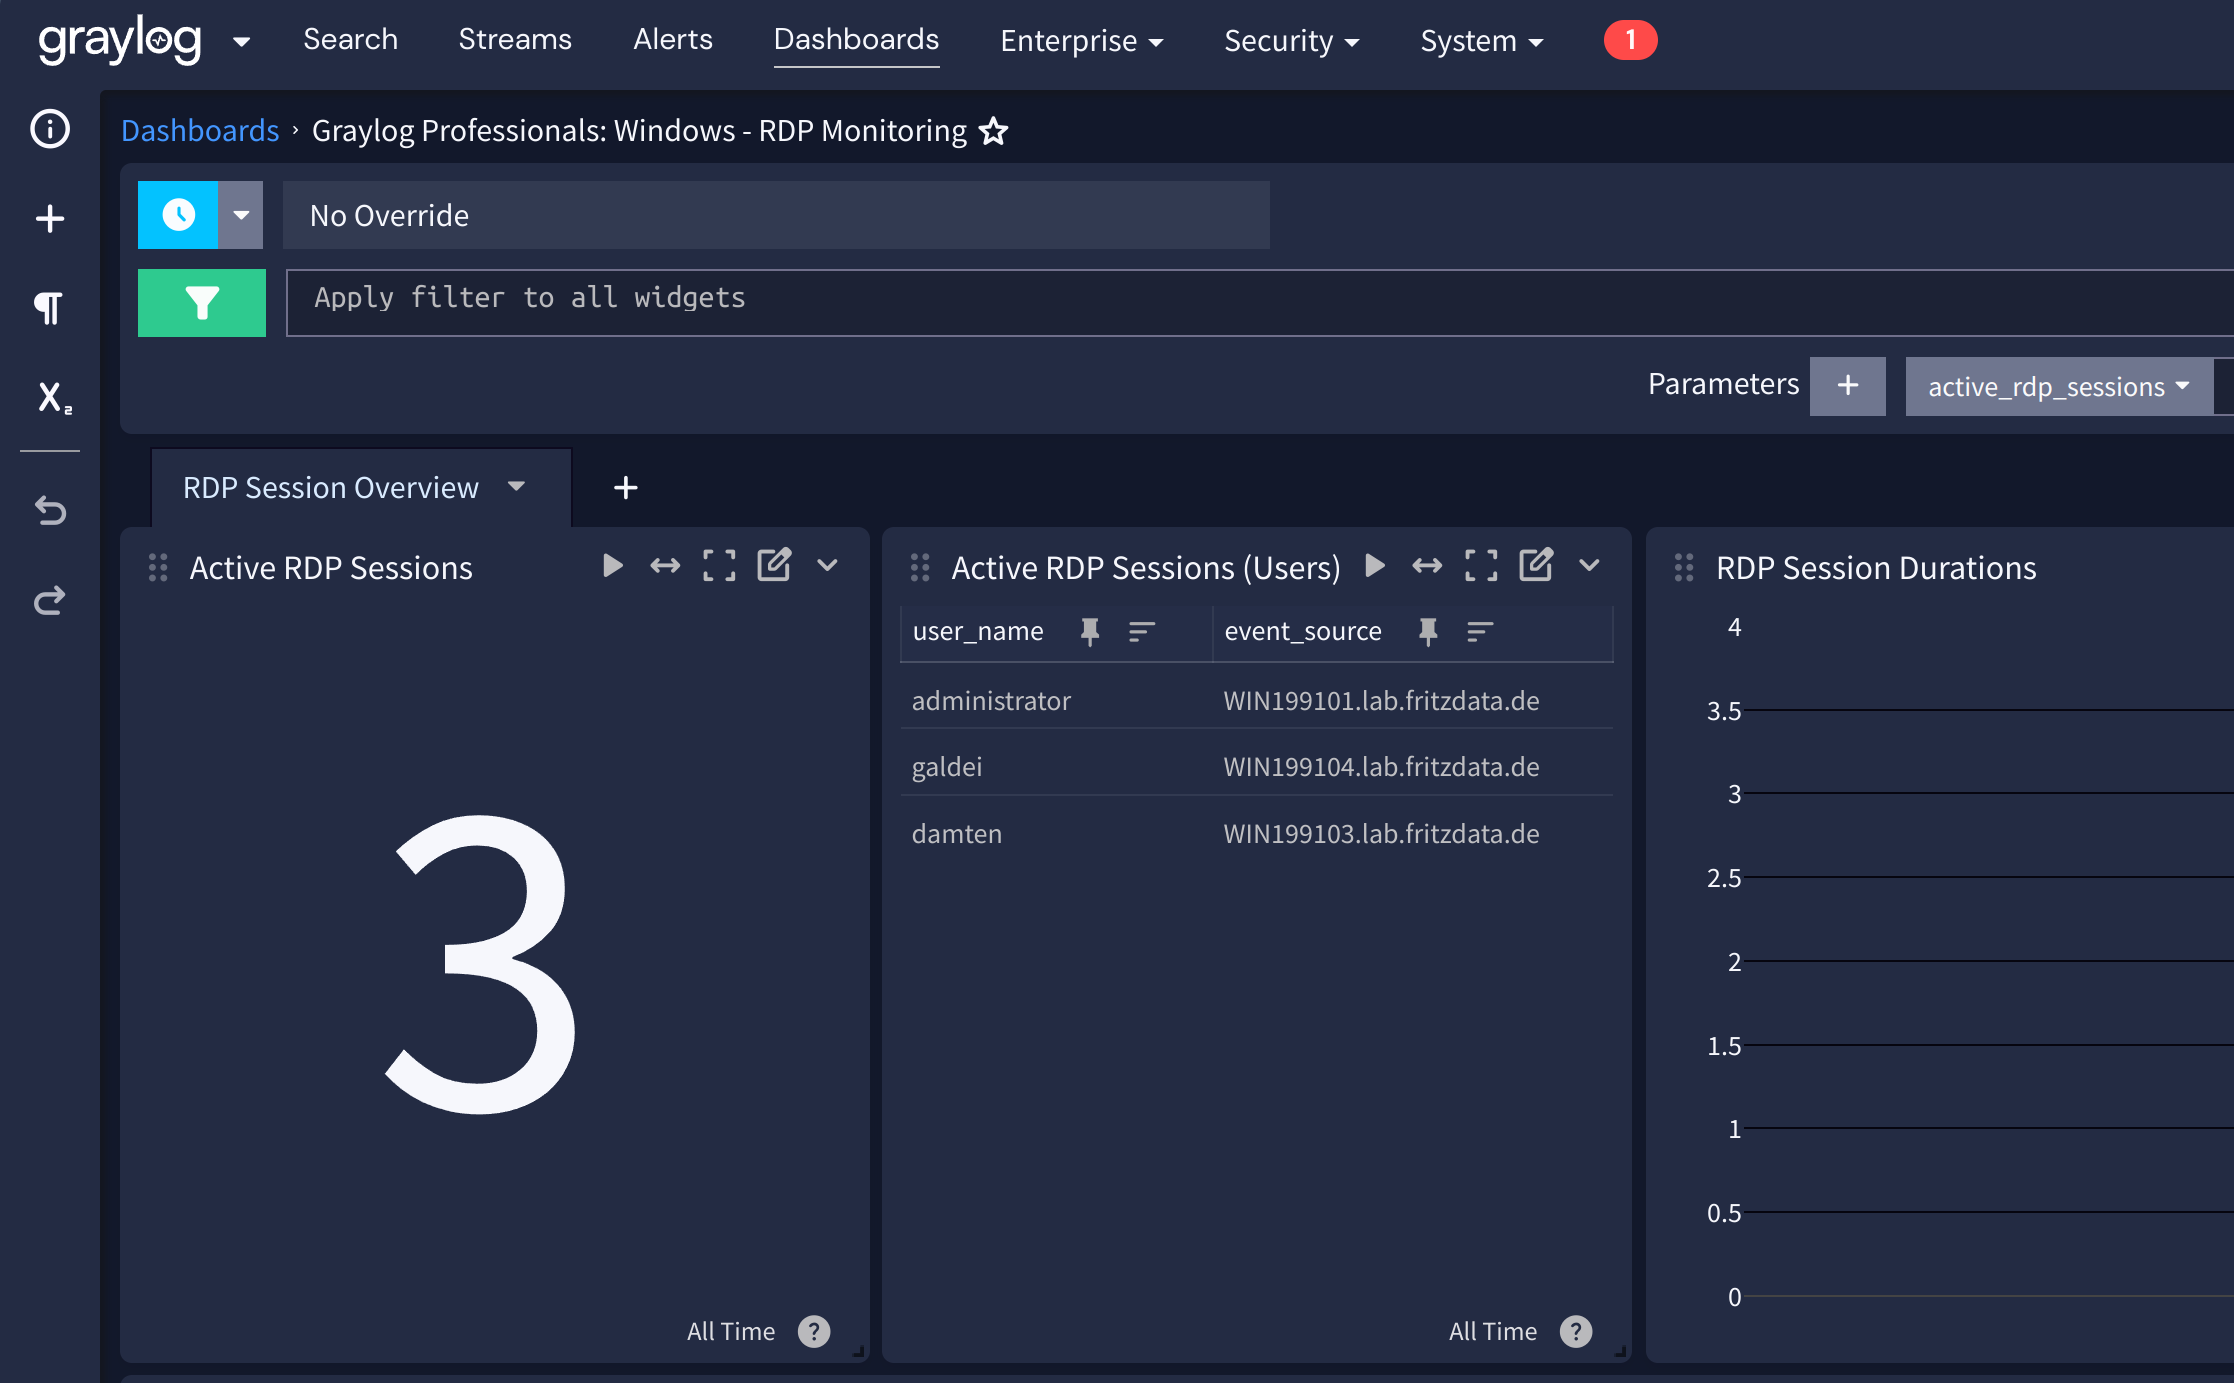 graylog Search Streams Alerts Dashboards Enterprise Security System 1
Dashboards › Graylog Professionals: Windows - RDP Monitoring
No Override
Apply filter to all widgets
Parameters + active_rdp_sessions
RDP Session Overview +
Active RDP Sessions
3
All Time ?
Active RDP Sessions (Users)
user_name event_source
administrator WIN199101.lab.fritzdata.de
galdei WIN199104.lab.fritzdata.de
damten WIN199103.lab.fritzdata.de
All Time ?
RDP Session Durations
4
3.5
3
2.5
2
1.5
1
0.5
0